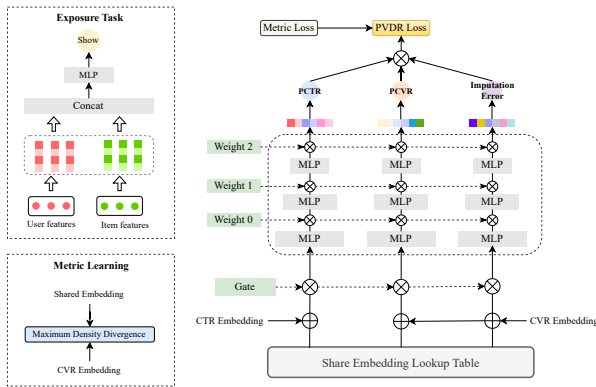 Exposure Task
Show
MLP
Concat
User features
Item features
Metric Learning
Shared Embedding
Maximum Density Divergence
CVR Embedding
Metric Loss
PVDR Loss
PCTR
PCVR
Imputation
Error
Weight 2
MLP
MLP
MLP
Weight 1
MLP
MLP
MLP
Weight 0
MLP
MLP
MLP
Gate
CTR Embedding
CVR Embedding
Share Embedding Lookup Table